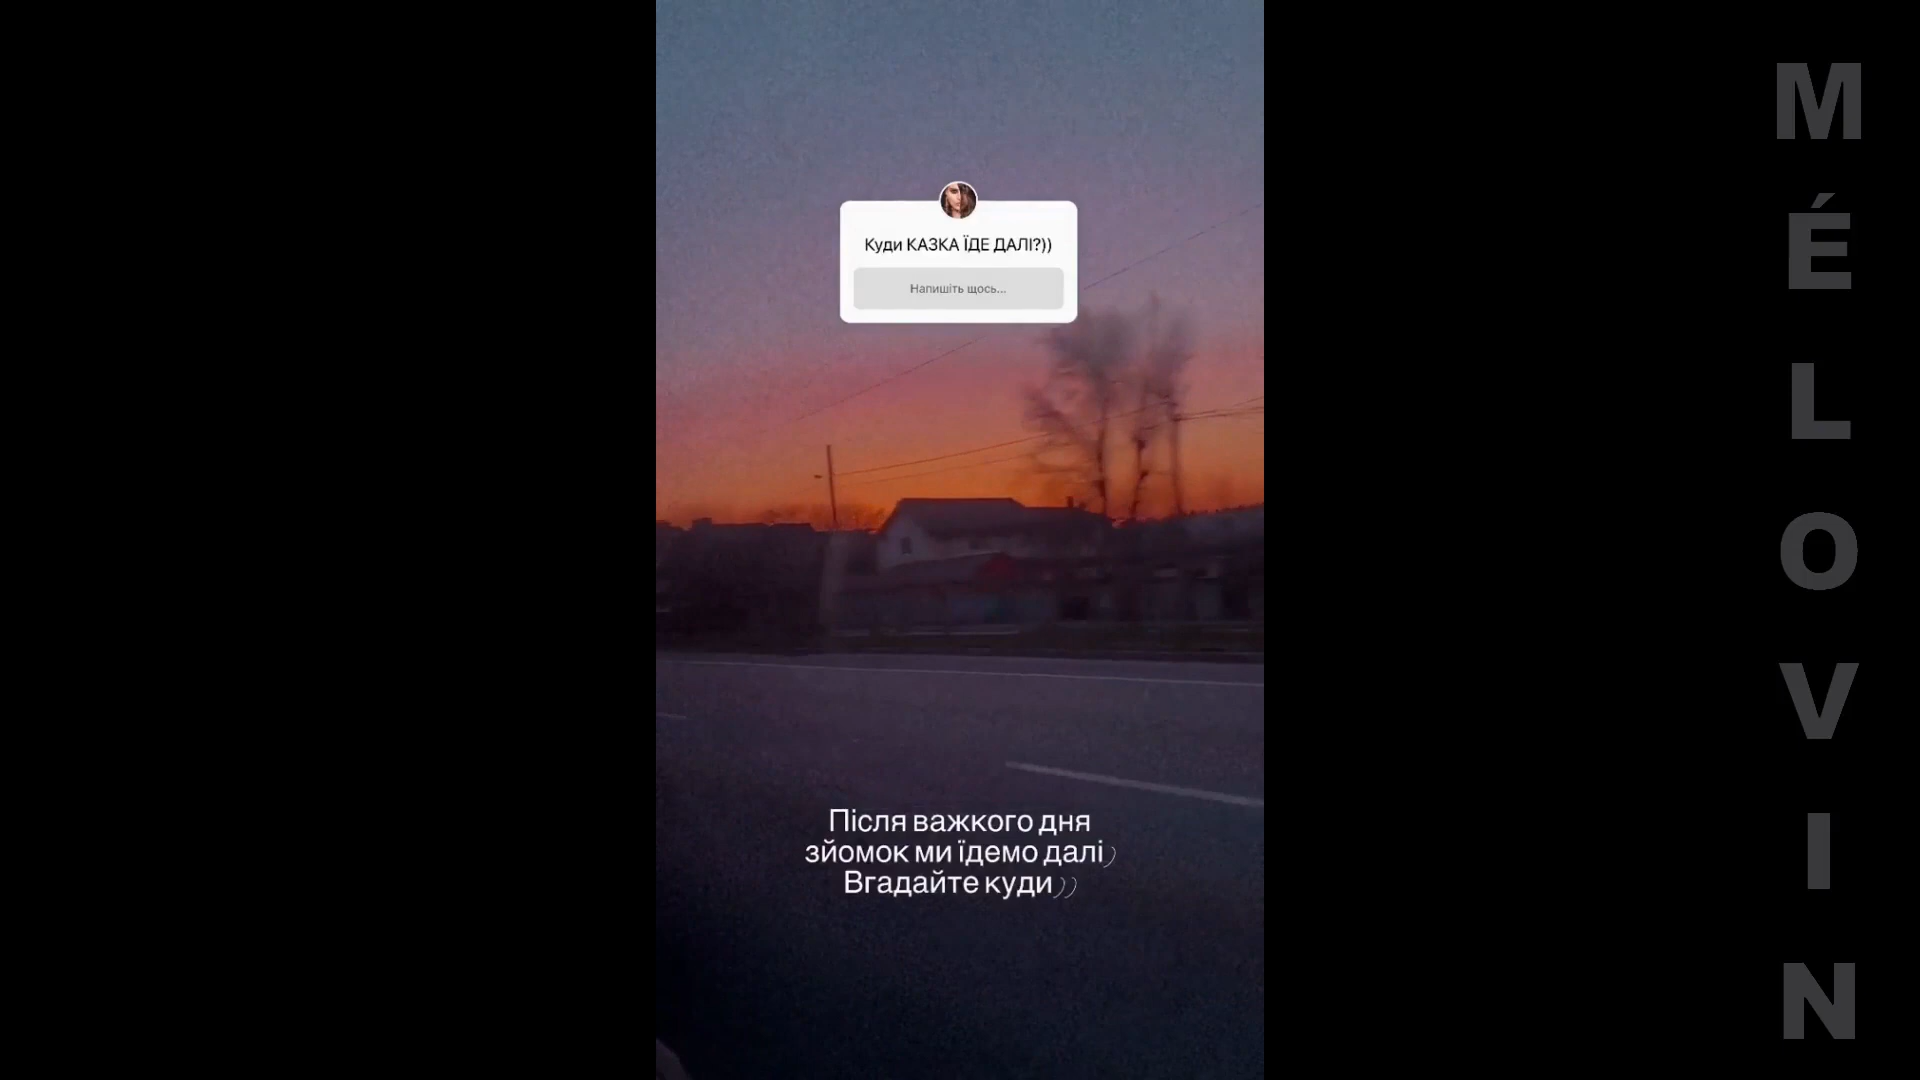 Куди КАЗКА ЇДЕ ДАЛІ?))
Напишіть щось...
Після важкого дня
зйомок ми їдемо далі)
Вгадайте куди))
MÉLOVIN